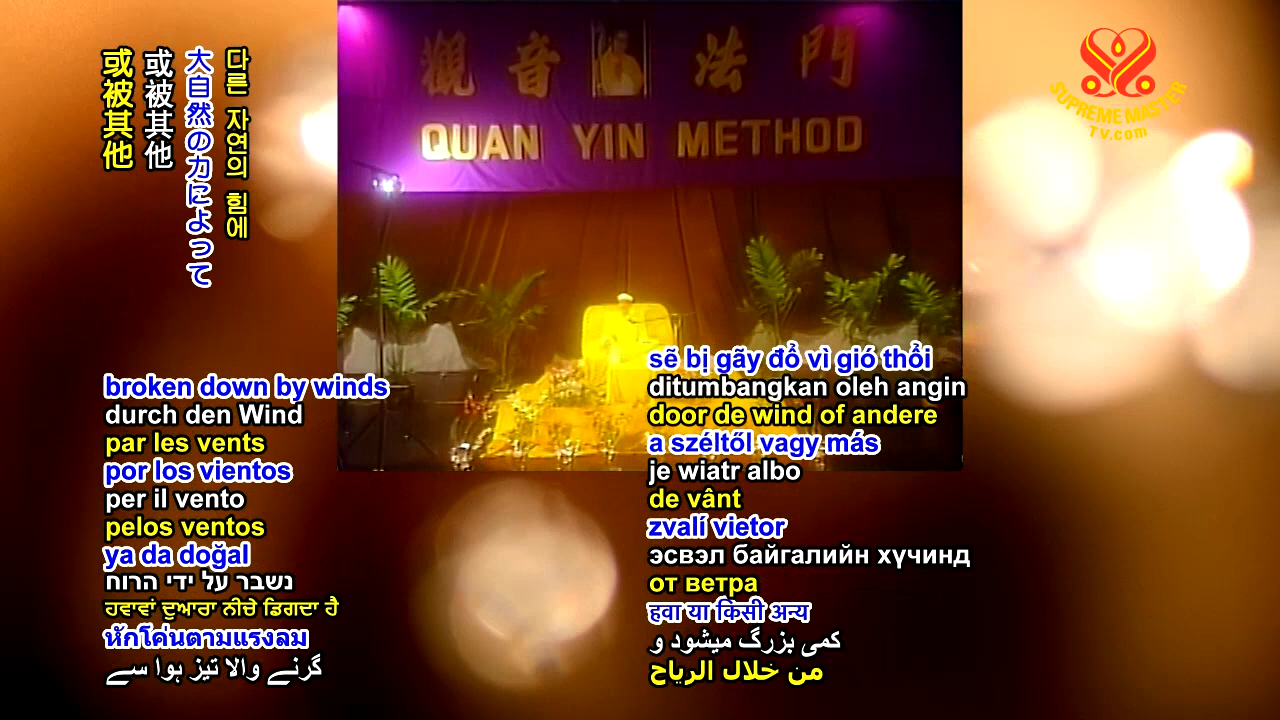 다른 자연의 힘에
大自然の力によって
或被其他
或被其他
觀音 法門
QUAN YIN METHOD
SUPREME MASTER
TV.com
broken down by winds
durch den Wind
par les vents
por los vientos
per il vento
pelos ventos
ya da doğal
נשבר על ידי הרוח
ਹਵਾਵਾਂ ਦੁਆਰਾ ਨੀਚੇ ਡਿਗਦਾ ਹੈ
หักโค่นตามแรงลม
گرنے والا تیز ہوا سے
sẽ bị gãy đổ vì gió thổi
ditumbangkan oleh angin
door de wind of andere
a széltől vagy más
je wiatr albo
de vânt
zvalí vietor
эсвэл байгалийн хүчинд
от ветра
हवा या किसी अन्य
کمی بزرگ میشود و
من خلال الرياح